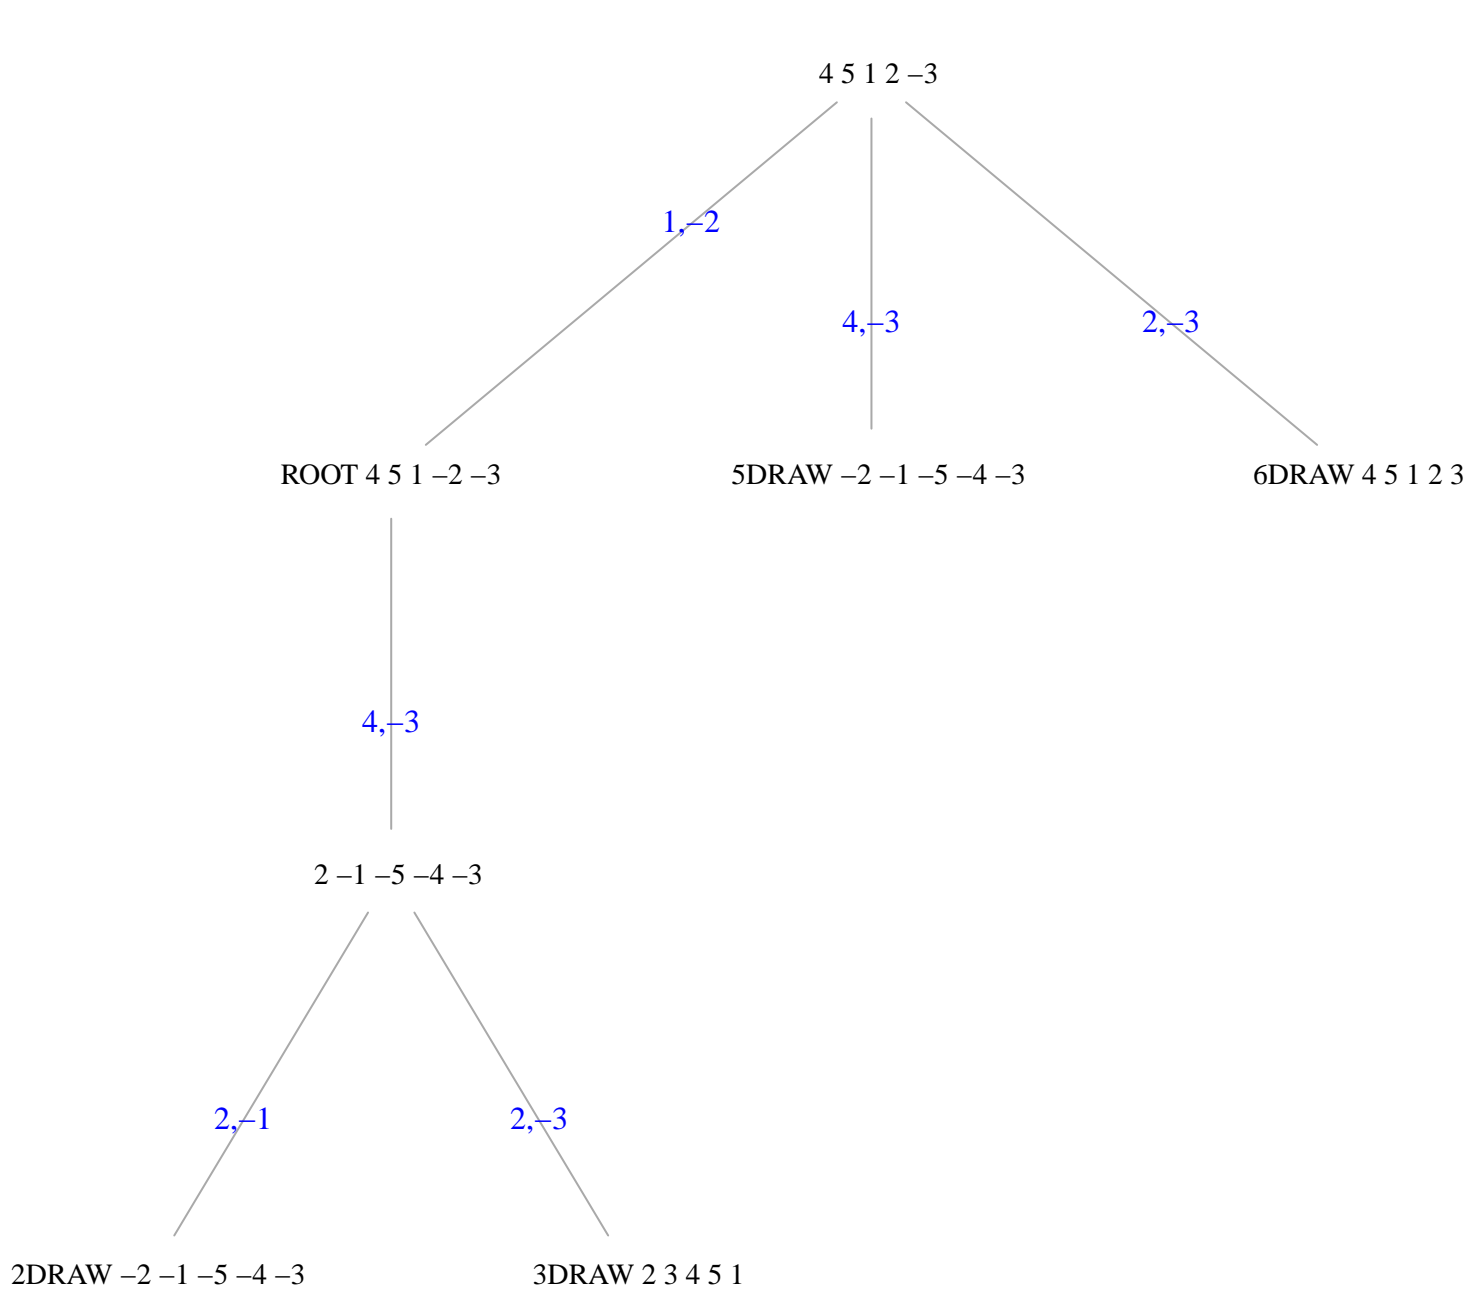 4 5 1 2 –3
1,–2
4,–3
2,–3
ROOT 4 5 1 –2 –3
5DRAW –2 –1 –5 –4 –3
6DRAW 4 5 1 2 3
4,–3
2 –1 –5 –4 –3
2,–1
2,–3
2DRAW –2 –1 –5 –4 –3
3DRAW 2 3 4 5 1